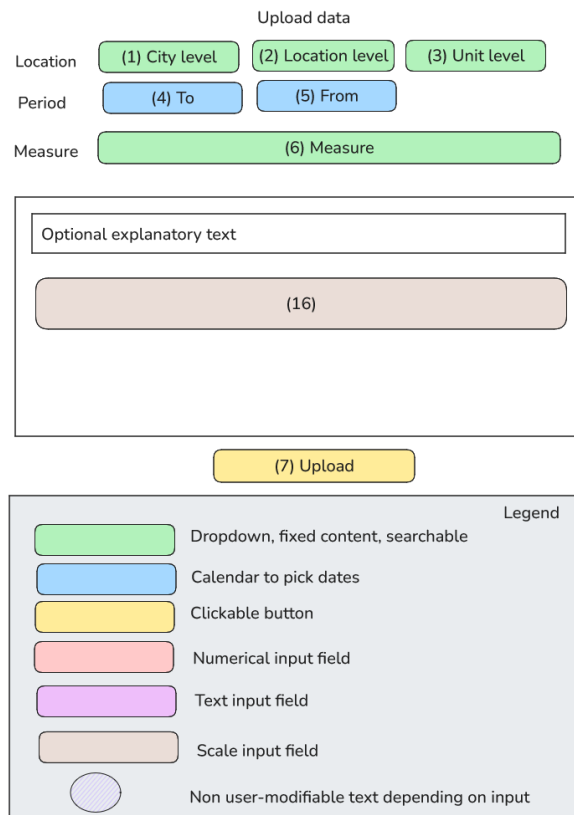 Upload data
Location (1) City level (2) Location level (3) Unit level
Period (4) To (5) From
Measure (6) Measure
Optional explanatory text
(16)
(7) Upload
Legend
Dropdown, fixed content, searchable
Calendar to pick dates
Clickable button
Numerical input field
Text input field
Scale input field
Non user-modifiable text depending on input